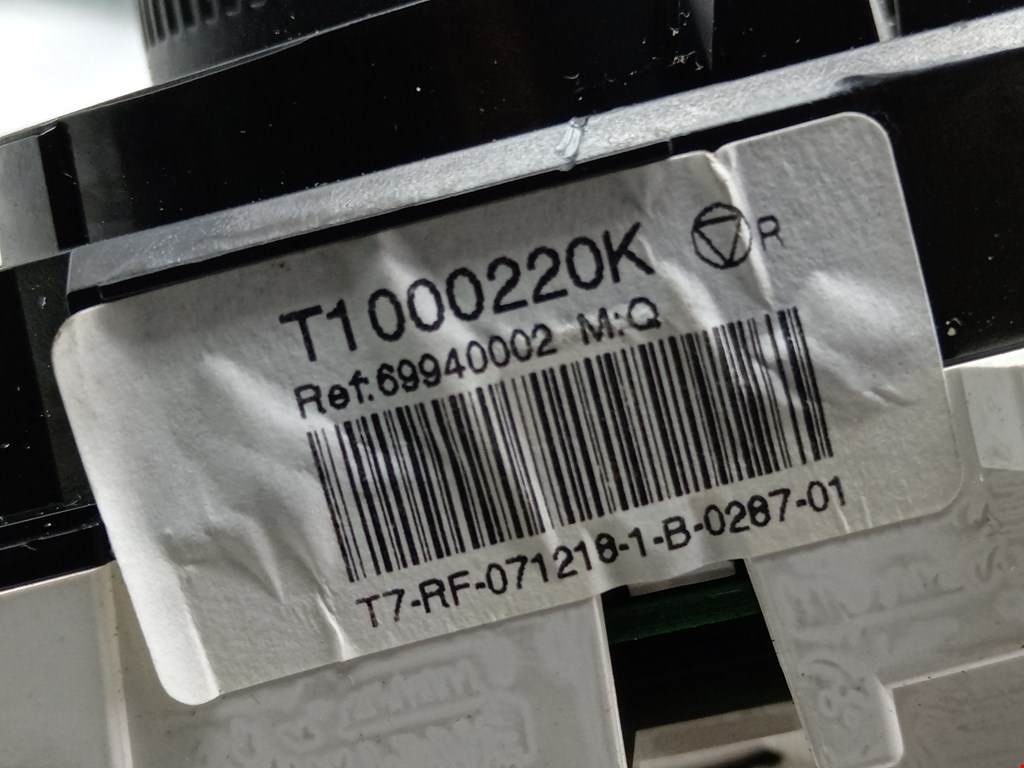 T1000220K R
Ref:69940002 M:Q
T7-RF-071218-1-B-0287-01